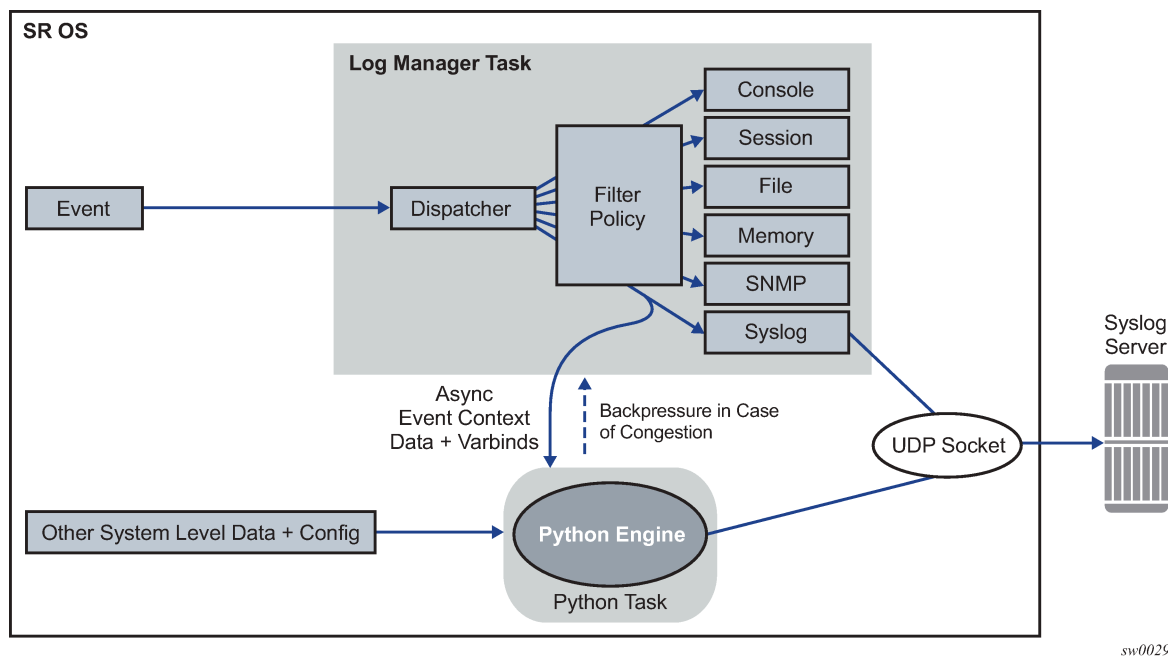 SR OS
Log Manager Task
Console
Session
File
Memory
SNMP
Syslog
Event
Dispatcher
Filter
Policy
Syslog
Server
Async
Event Context
Data + Varbinds
Backpressure in Case
of Congestion
UDP Socket
Other System Level Data + Config
Python Engine
Python Task
sw0029